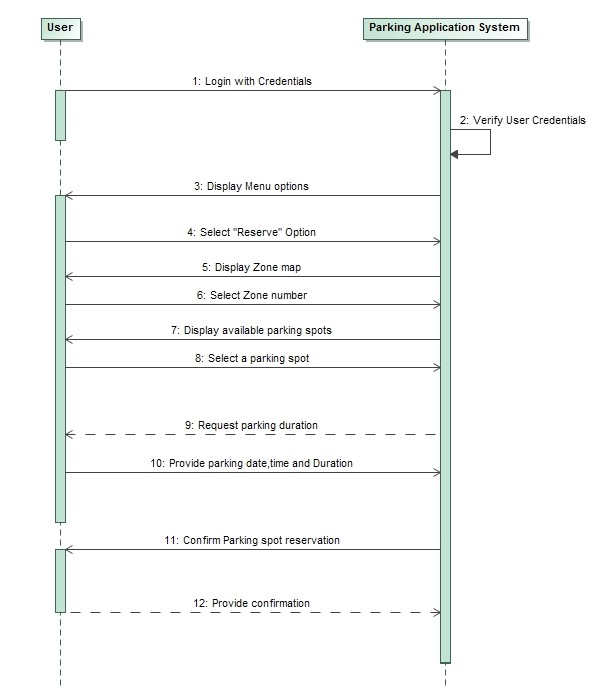 User
Parking Application System
1: Login with Credentials
2: Verify User Credentials
3: Display Menu options
4: Select "Reserve" Option
5: Display Zone map
6: Select Zone number
7: Display available parking spots
8: Select a parking spot
9: Request parking duration
10: Provide parking date,time and Duration
11: Confirm Parking spot reservation
12: Provide confirmation